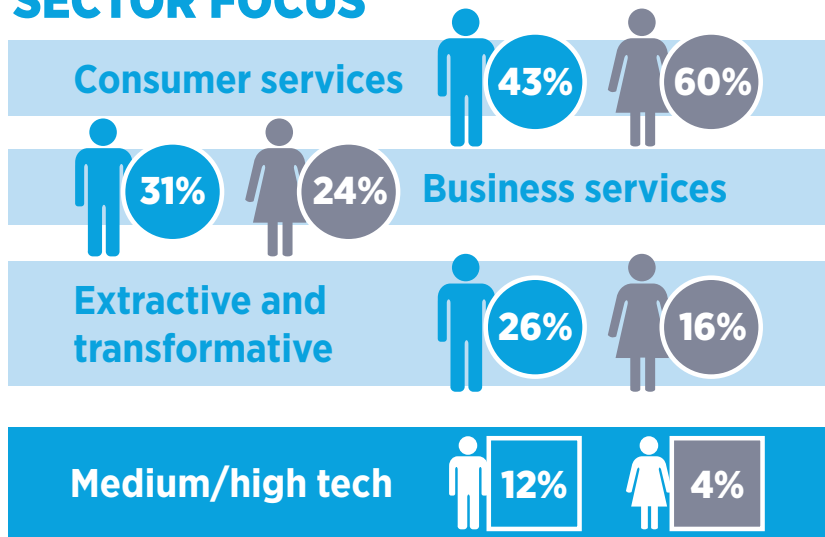 SECTOR FOCUS
Consumer services 43% 60%
31% 24% Business services
Extractive and
transformative 26% 16%
Medium/high tech 12% 4%